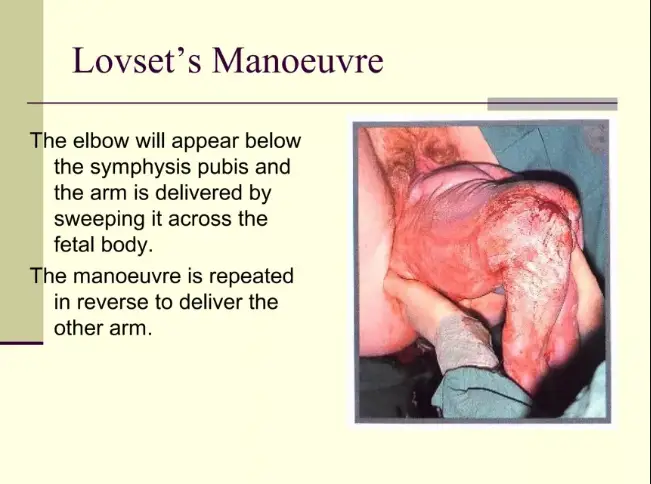 Lovset's Manoeuvre
The elbow will appear below
the symphysis pubis and
the arm is delivered by
sweeping it across the
fetal body.
The manoeuvre is repeated
in reverse to deliver the
other arm.